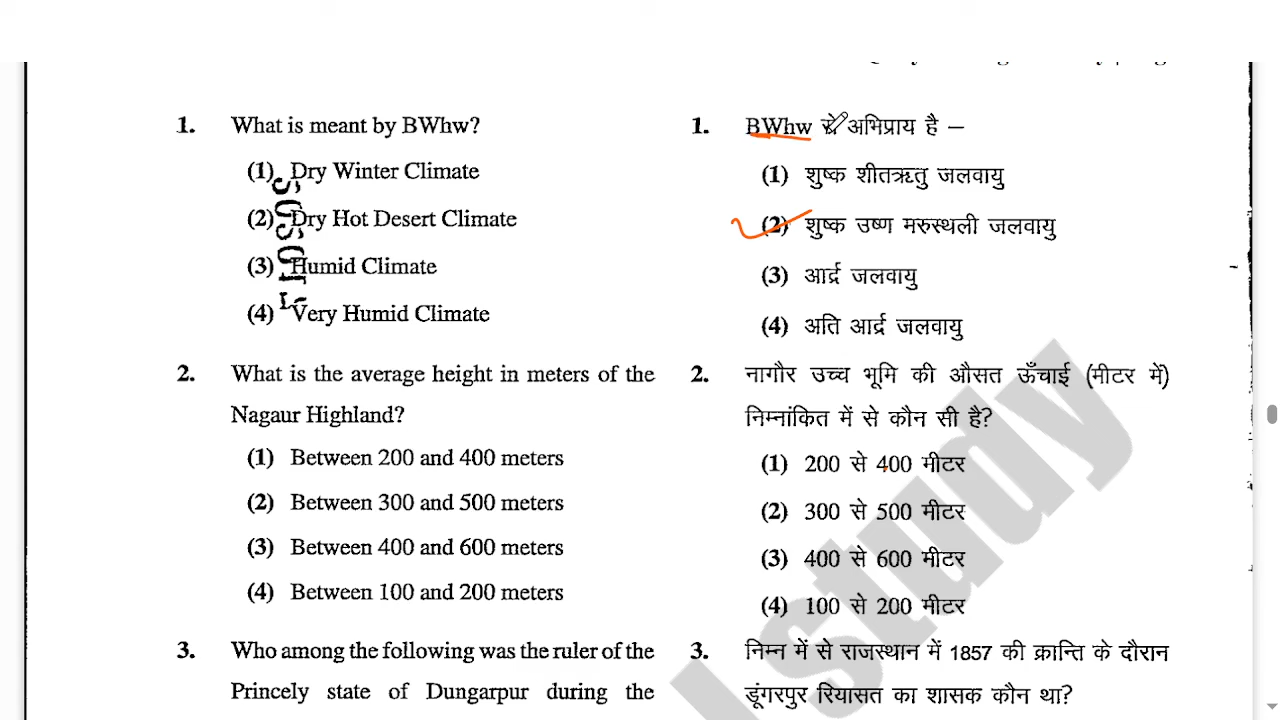 1. What is meant by BWhw?
(1) Dry Winter Climate
(2) Dry Hot Desert Climate
(3) Humid Climate
(4) Very Humid Climate
2. What is the average height in meters of the
Nagaur Highland?
(1) Between 200 and 400 meters
(2) Between 300 and 500 meters
(3) Between 400 and 600 meters
(4) Between 100 and 200 meters
3. Who among the following was the ruler of the
Princely state of Dungarpur during the
1. BWhw से अभिप्राय है –
(1) शुष्क शीतऋतु जलवायु
(2) शुष्क उष्ण मरुस्थली जलवायु
(3) आर्द्र जलवायु
(4) अति आर्द्र जलवायु
2. नागौर उच्च भूमि की औसत ऊँचाई (मीटर में)
निम्नांकित में से कौन सी है?
(1) 200 से 400 मीटर
(2) 300 से 500 मीटर
(3) 400 से 600 मीटर
(4) 100 से 200 मीटर
3. निम्न में से राजस्थान में 1857 की क्रान्ति के दौरान
डूंगरपुर रियासत का शासक कौन था?
study